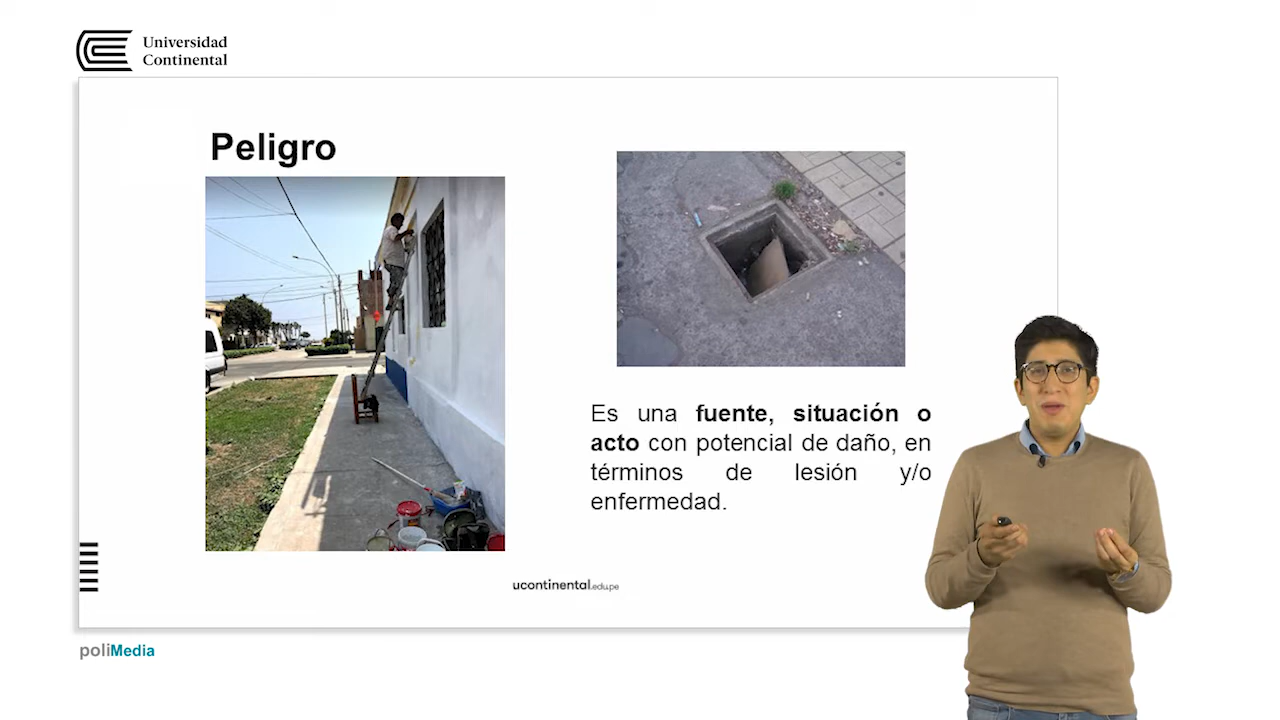 Universidad
Continental
Peligro
Es una fuente, situación o
acto con potencial de daño, en
términos de lesión y/o
enfermedad.
ucontinental.edu.pe
poliMedia